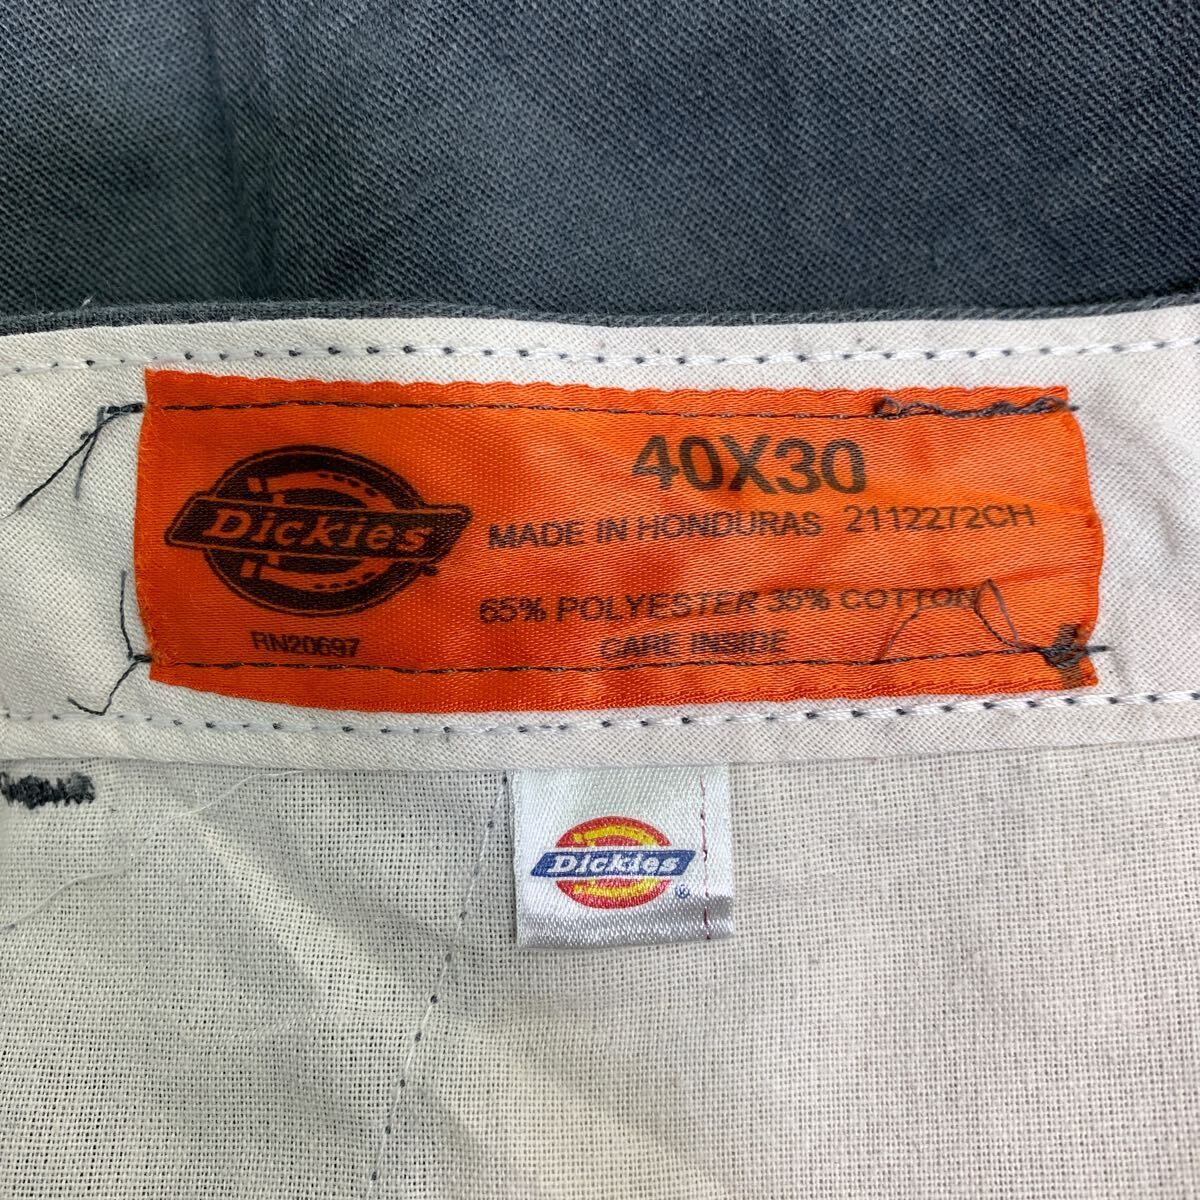 40X30
Dickies®
MADE IN HONDURAS 2112272CH
65% POLYESTER 35% COTTON
RN20697
CARE INSIDE
Dickies®